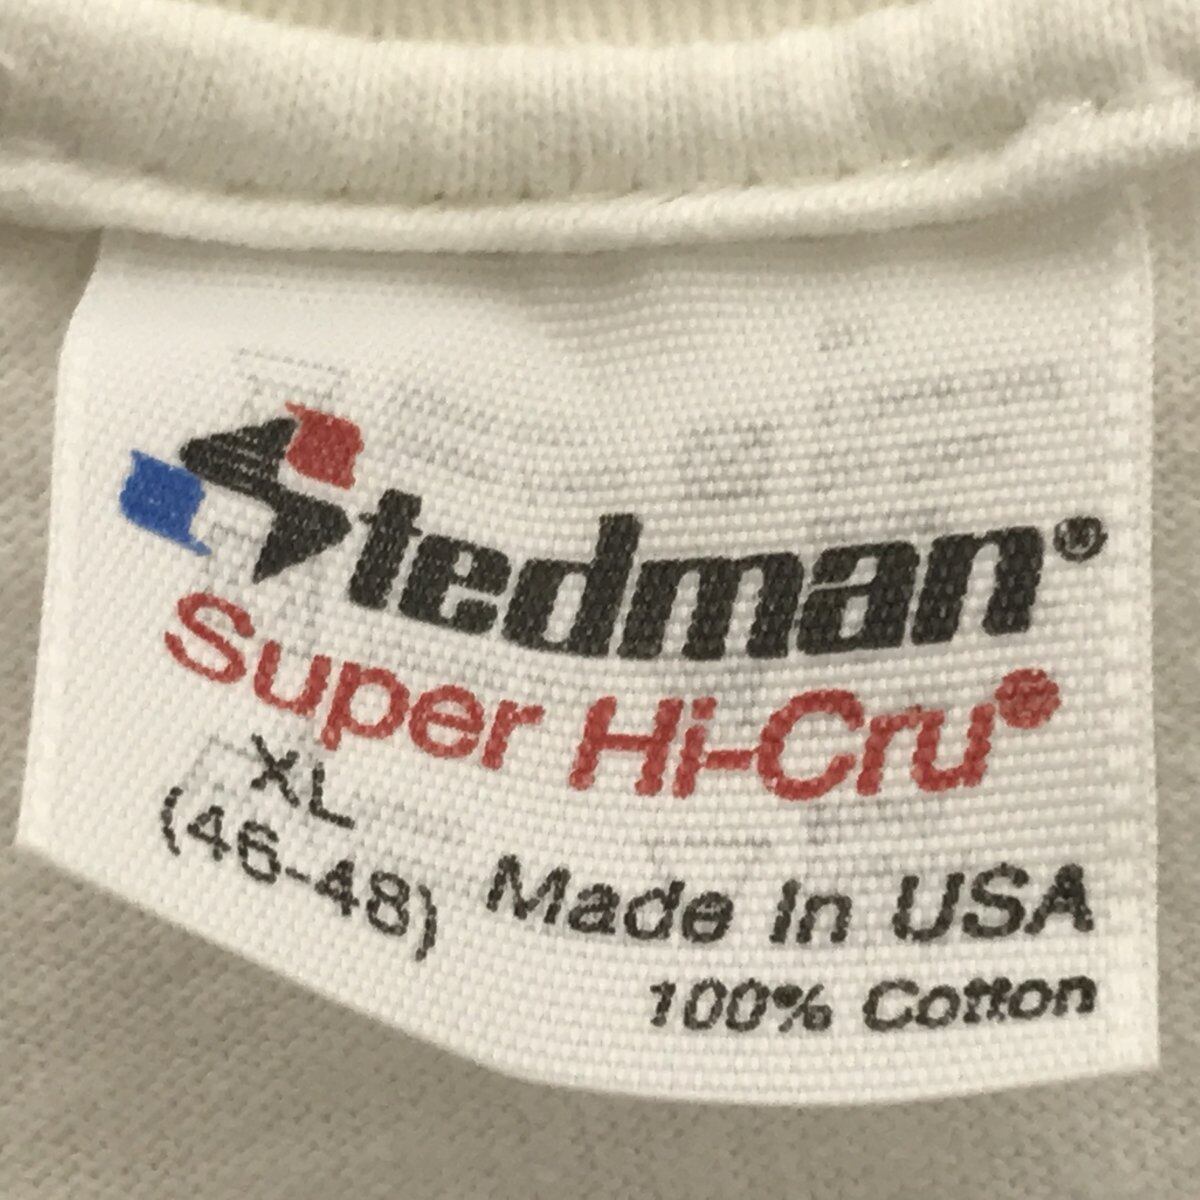 Stedman®
Super Hi-Cru®
XL
(46-48)
Made In USA
100% Cotton